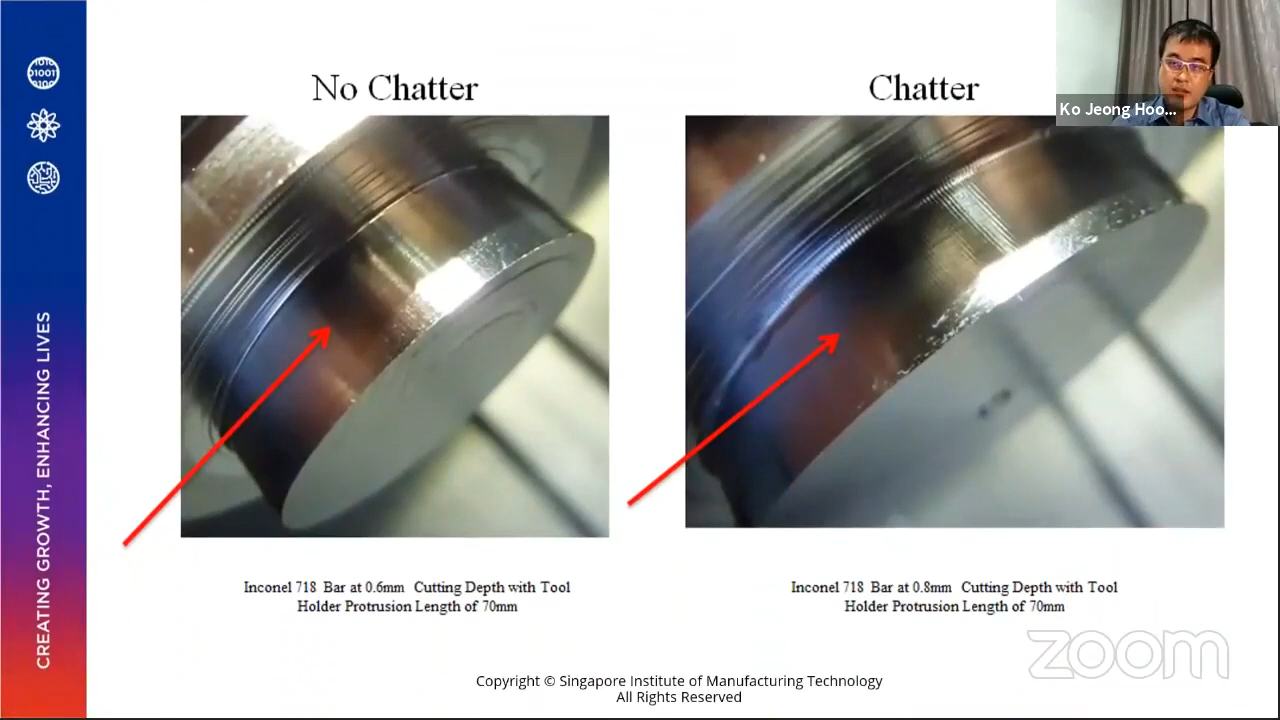 No Chatter
Chatter
Ko Jeong Hoo...
CREATING GROWTH, ENHANCING LIVES
Inconel 718 Bar at 0.6mm Cutting Depth with Tool
Holder Protrusion Length of 70mm
Inconel 718 Bar at 0.8mm Cutting Depth with Tool
Holder Protrusion Length of 70mm
zoom
Copyright © Singapore Institute of Manufacturing Technology
All Rights Reserved